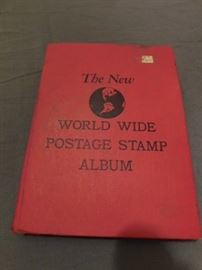 The New
WORLD WIDE
POSTAGE STAMP
ALBUM